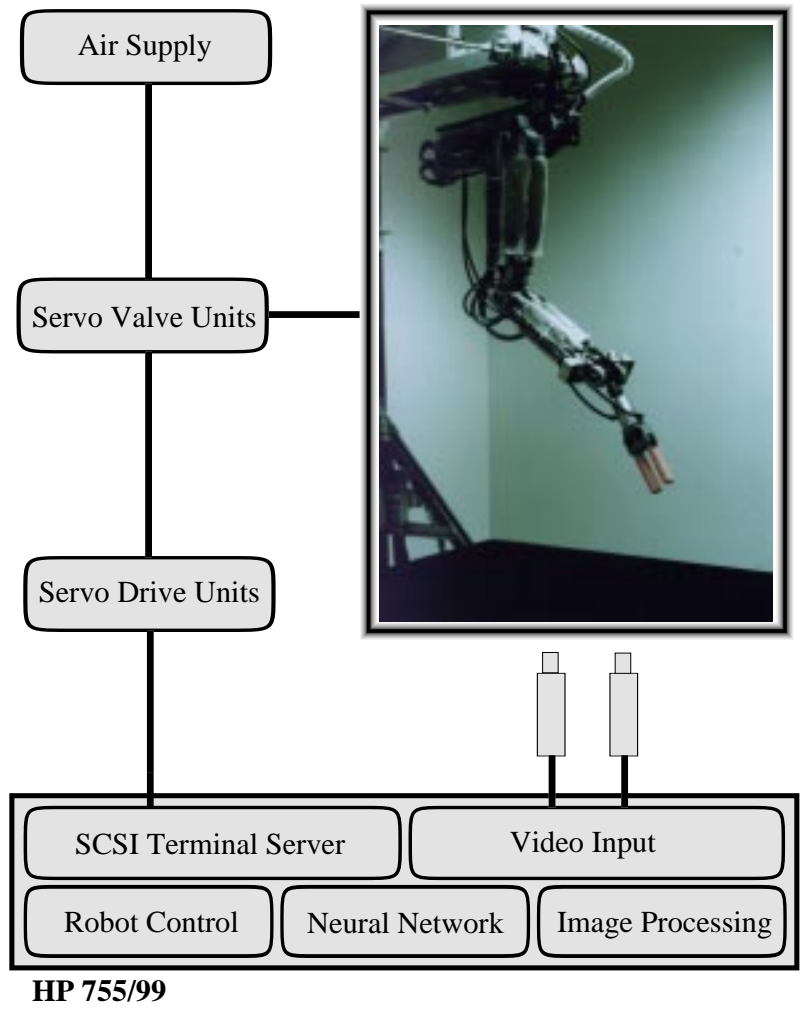 Air Supply
Servo Valve Units
Servo Drive Units
SCSI Terminal Server
Video Input
Robot Control
Neural Network
Image Processing
HP 755/99